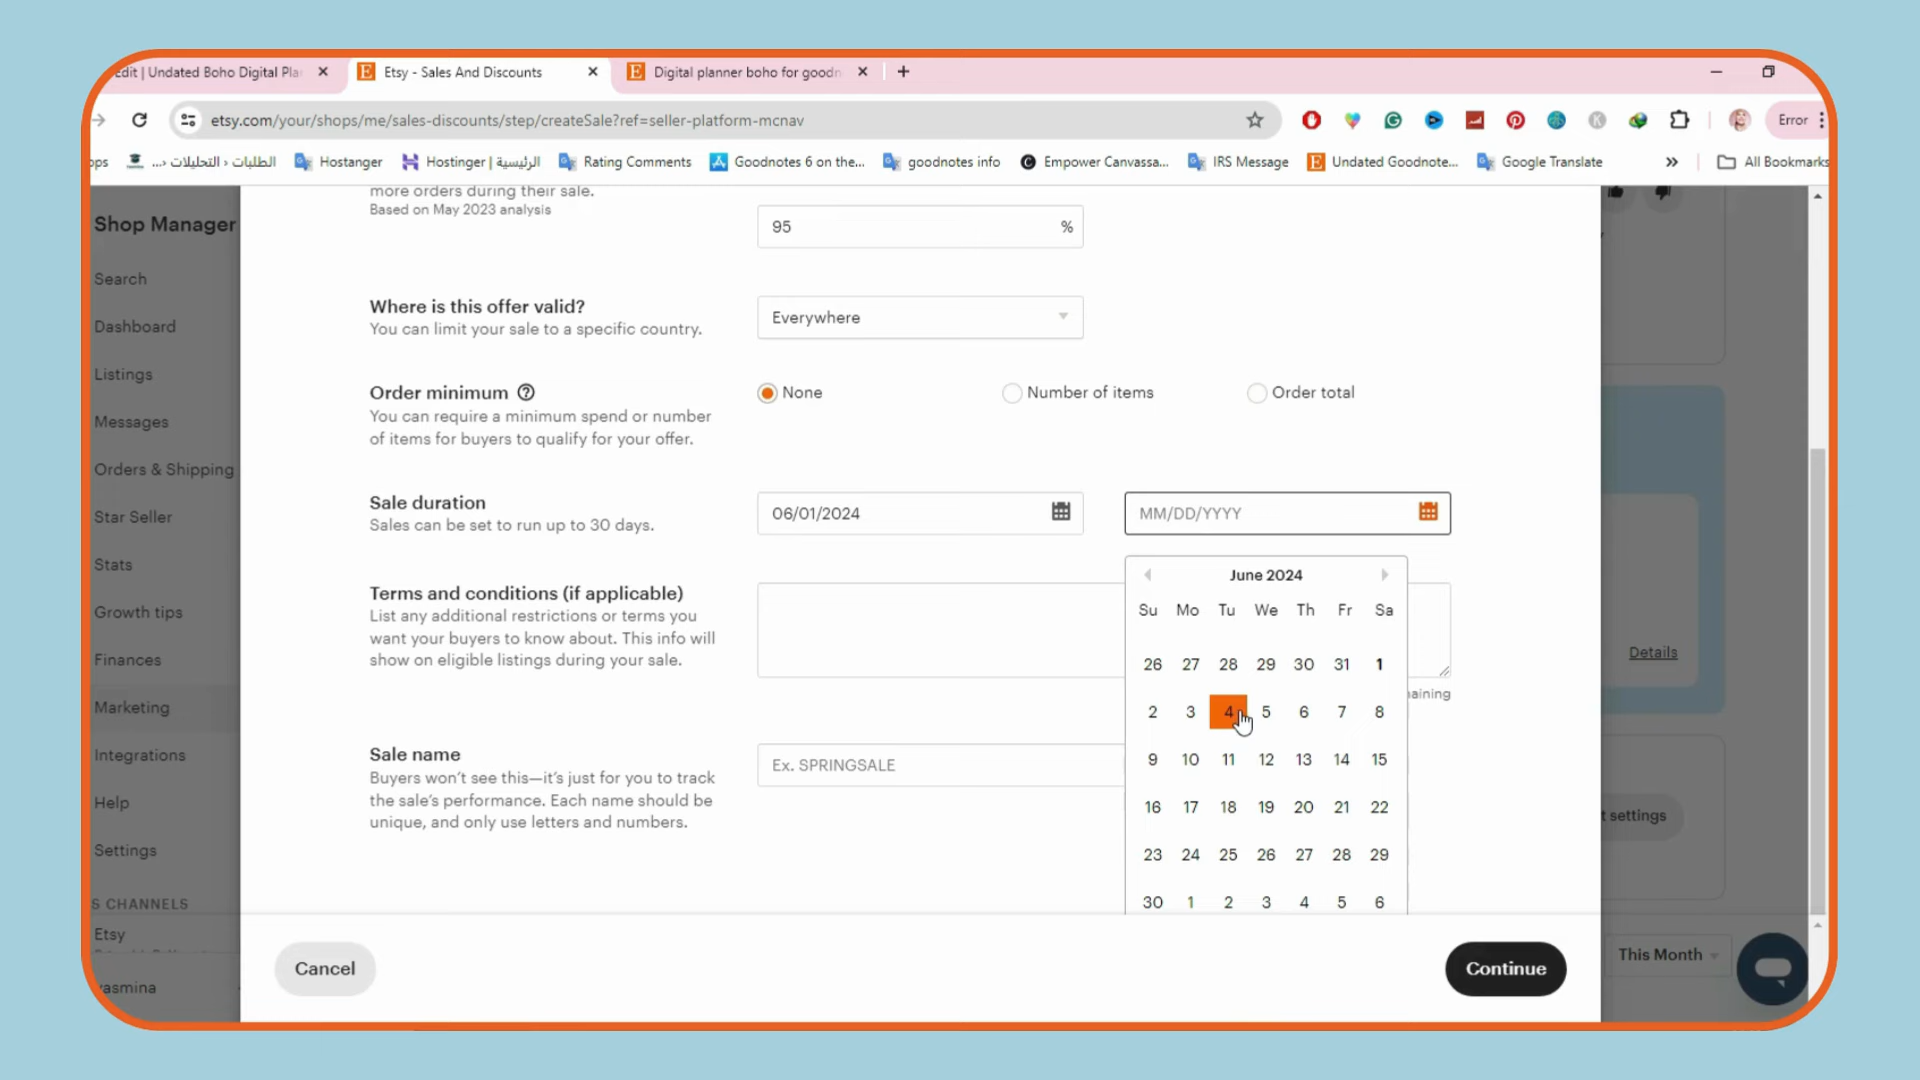 Edit | Undated Boho Digital Pla
Etsy - Sales And Discounts
Digital planner boho for goodn
etsy.com/your/shops/me/sales-discounts/step/createSale?ref=seller-platform-mcnav
Error
الطلبات ‹ التحليلات ‹...
Hostanger
Hostinger | الرئيسية
Rating Comments
Goodnotes 6 on the...
goodnotes info
Empower Canvassa...
IRS Message
Undated Goodnote...
Google Translate
All Bookmarks
Shop Manager
Search
Dashboard
Listings
Messages
Orders & Shipping
Star Seller
Stats
Growth tips
Finances
Marketing
Integrations
Help
Settings
S CHANNELS
Etsy
yasmina
more orders during their sale.
Based on May 2023 analysis
95 %
Where is this offer valid?
You can limit your sale to a specific country.
Everywhere
Order minimum
You can require a minimum spend or number
of items for buyers to qualify for your offer.
None
Number of items
Order total
Sale duration
Sales can be set to run up to 30 days.
06/01/2024
MM/DD/YYYY
Terms and conditions (if applicable)
List any additional restrictions or terms you
want your buyers to know about. This info will
show on eligible listings during your sale.
June 2024
Su Mo Tu We Th Fr Sa
26 27 28 29 30 31 1
2 3 4 5 6 7 8
9 10 11 12 13 14 15
16 17 18 19 20 21 22
23 24 25 26 27 28 29
30 1 2 3 4 5 6
aining
Sale name
Buyers won't see this—it's just for you to track
the sale's performance. Each name should be
unique, and only use letters and numbers.
Ex. SPRINGSALE
Details
t settings
This Month
Cancel
Continue